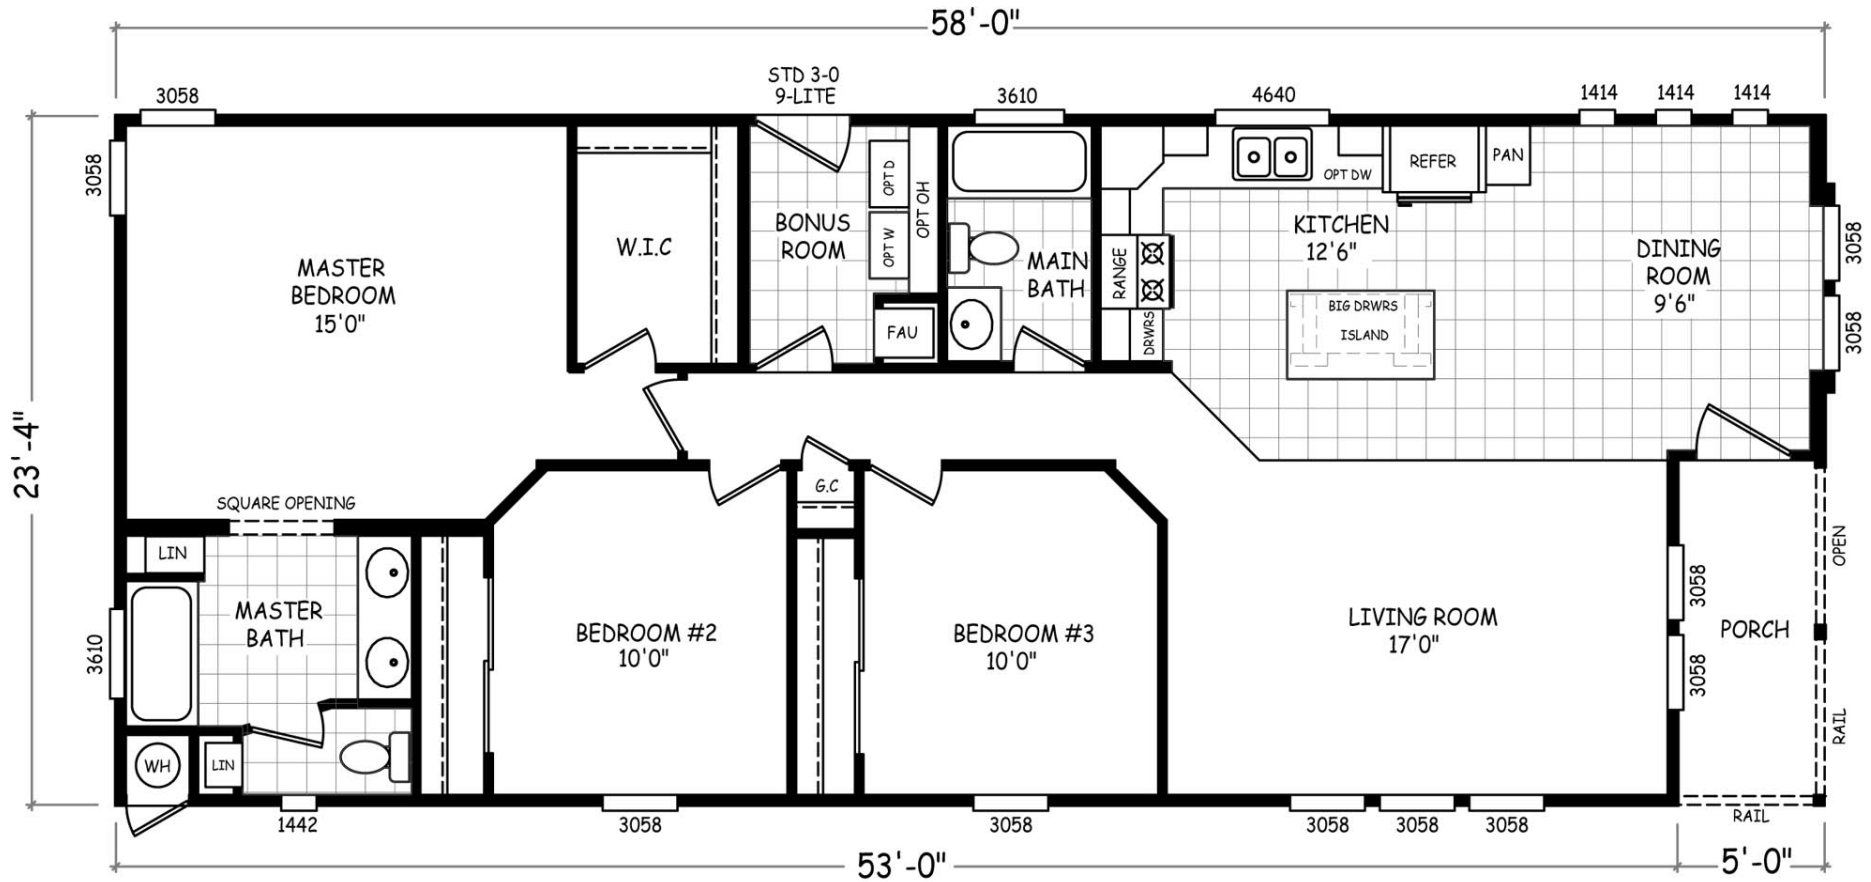 58'-0"
STD 3-0
9-LITE
3058
3610
4640
1414
1414
1414
3058
REFER
PAN
OPT DW
OPT D
OPT OH
OPT W
BONUS
ROOM
W.I.C
MASTER
BEDROOM
15'0"
MAIN
BATH
RANGE
DRWRS
FAU
KITCHEN
12'6"
BIG DRWRS
ISLAND
DINING
ROOM
9'6"
3058
3058
23'-4"
SQUARE OPENING
G.C
LIN
MASTER
BATH
3610
WH
LIN
BEDROOM #2
10'0"
BEDROOM #3
10'0"
LIVING ROOM
17'0"
3058
3058
PORCH
OPEN
RAIL
RAIL
1442
3058
3058
3058
3058
3058
53'-0"
5'-0"